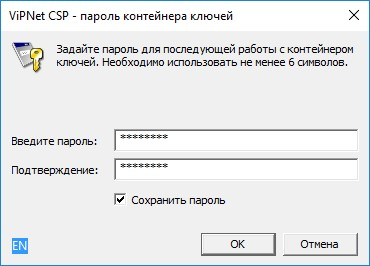 ViPNet CSP - пароль контейнера ключей
Задайте пароль для последующей работы с контейнером
ключей. Необходимо использовать не менее 6 символов.
Введите пароль: ********
Подтверждение: ********
Сохранить пароль
EN OK Отмена